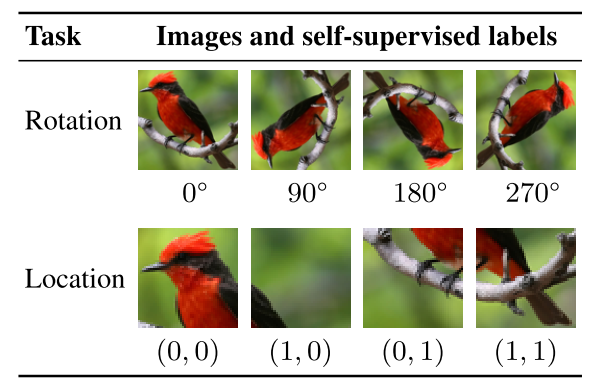 Task Images and self-supervised labels
Rotation
0° 90° 180° 270°
Location
(0, 0) (1, 0) (0, 1) (1, 1)